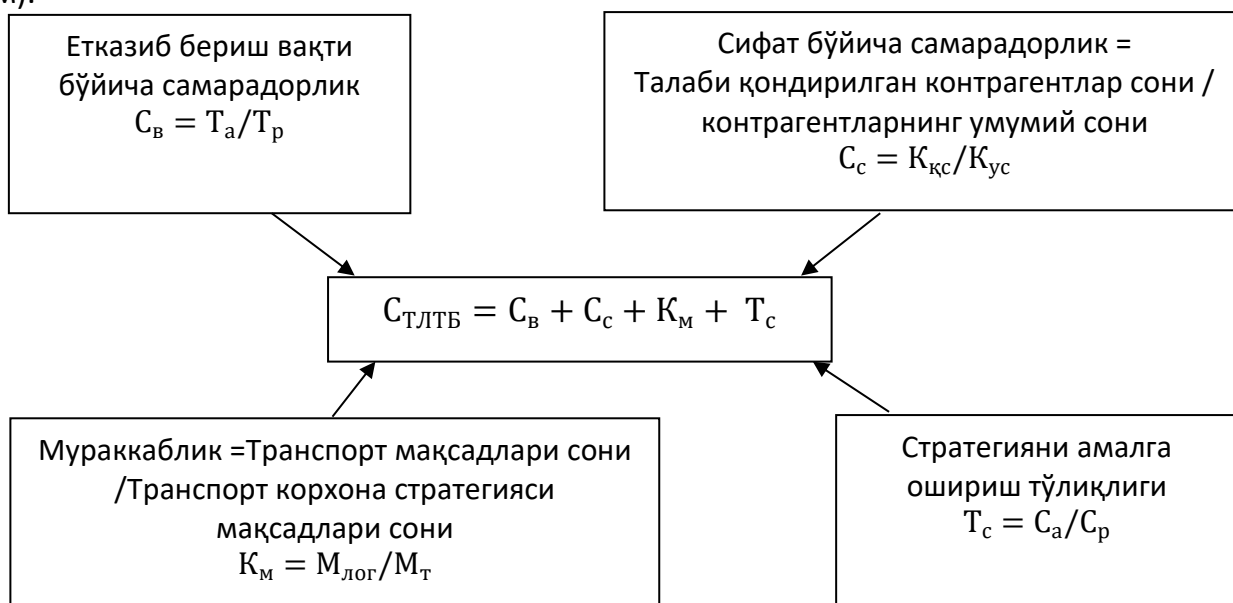 Етказиб бериш вақти
бўйича самарадорлик
Св = Та/Тр
Сифат бўйича самарадорлик =
Талаби қондирилган контрагентлар сони /
контрагентларнинг умумий сони
Сс = Кқс/Кус
СТЛТБ = Св + Сс + Км + Тс
Мураккаблик =Транспорт мақсадлари сони
/Транспорт корхона стратегияси
мақсадлари сони
Км = Млог/Мт
Стратегияни амалга
ошириш тўлиқлиги
Тс = Са/Ср